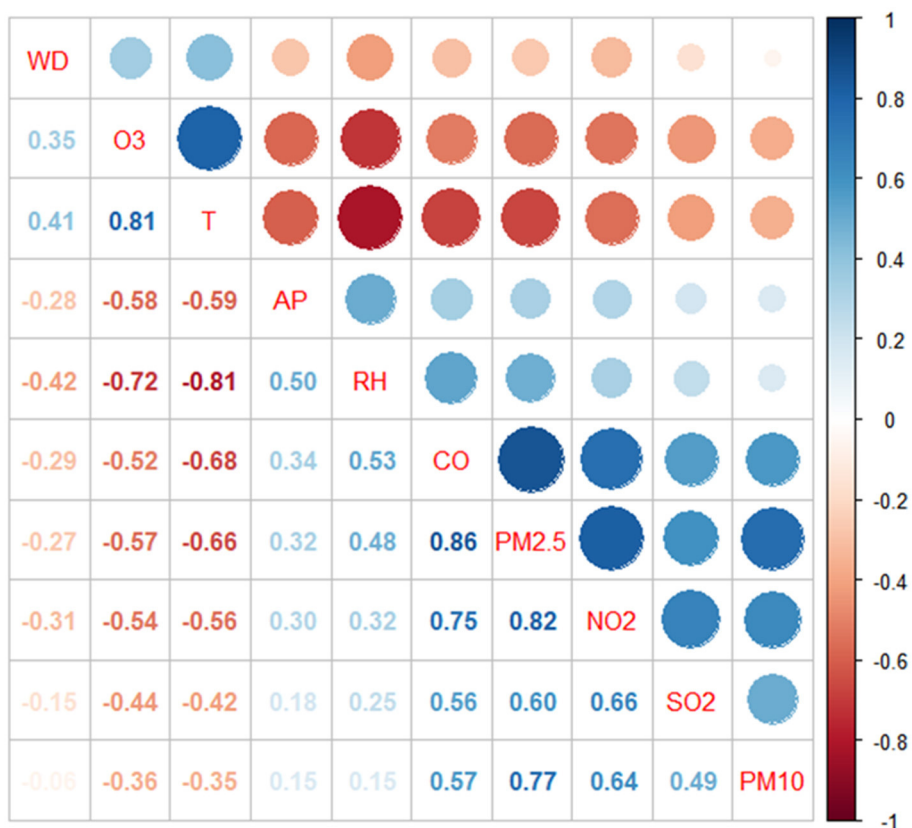 WD
0.35 O3
0.41 0.81 T
-0.28 -0.58 -0.59 AP
-0.42 -0.72 -0.81 0.50 RH
-0.29 -0.52 -0.68 0.34 0.53 CO
-0.27 -0.57 -0.66 0.32 0.48 0.86 PM2.5
-0.31 -0.54 -0.56 0.30 0.32 0.75 0.82 NO2
-0.15 -0.44 -0.42 0.18 0.25 0.56 0.60 0.66 SO2
-0.06 -0.36 -0.35 0.15 0.15 0.57 0.77 0.64 0.49 PM10
1
0.8
0.6
0.4
0.2
0
-0.2
-0.4
-0.6
-0.8
-1